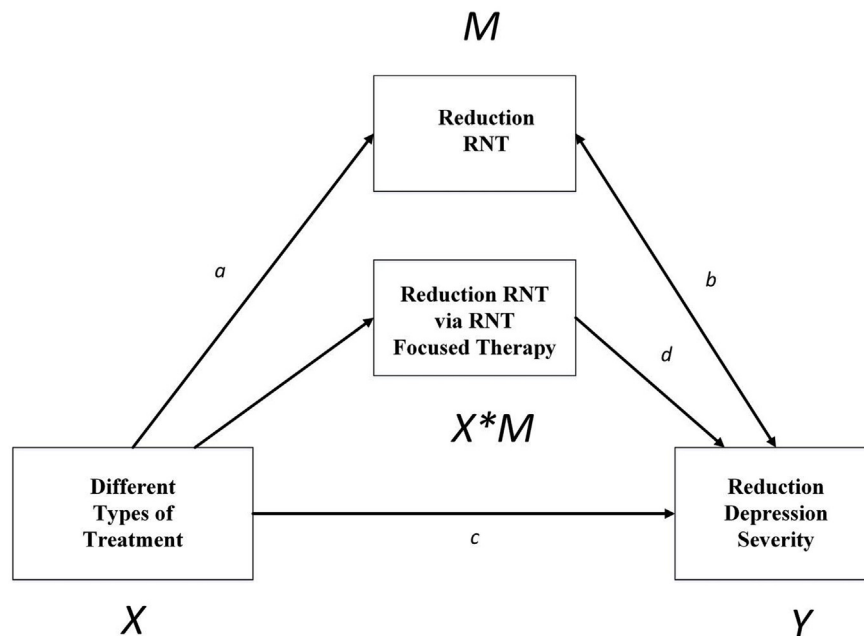 M
Reduction
RNT
a
b
Reduction RNT
via RNT
Focused Therapy
d
X*M
Different
Types of
Treatment
c
Reduction
Depression
Severity
X
Y